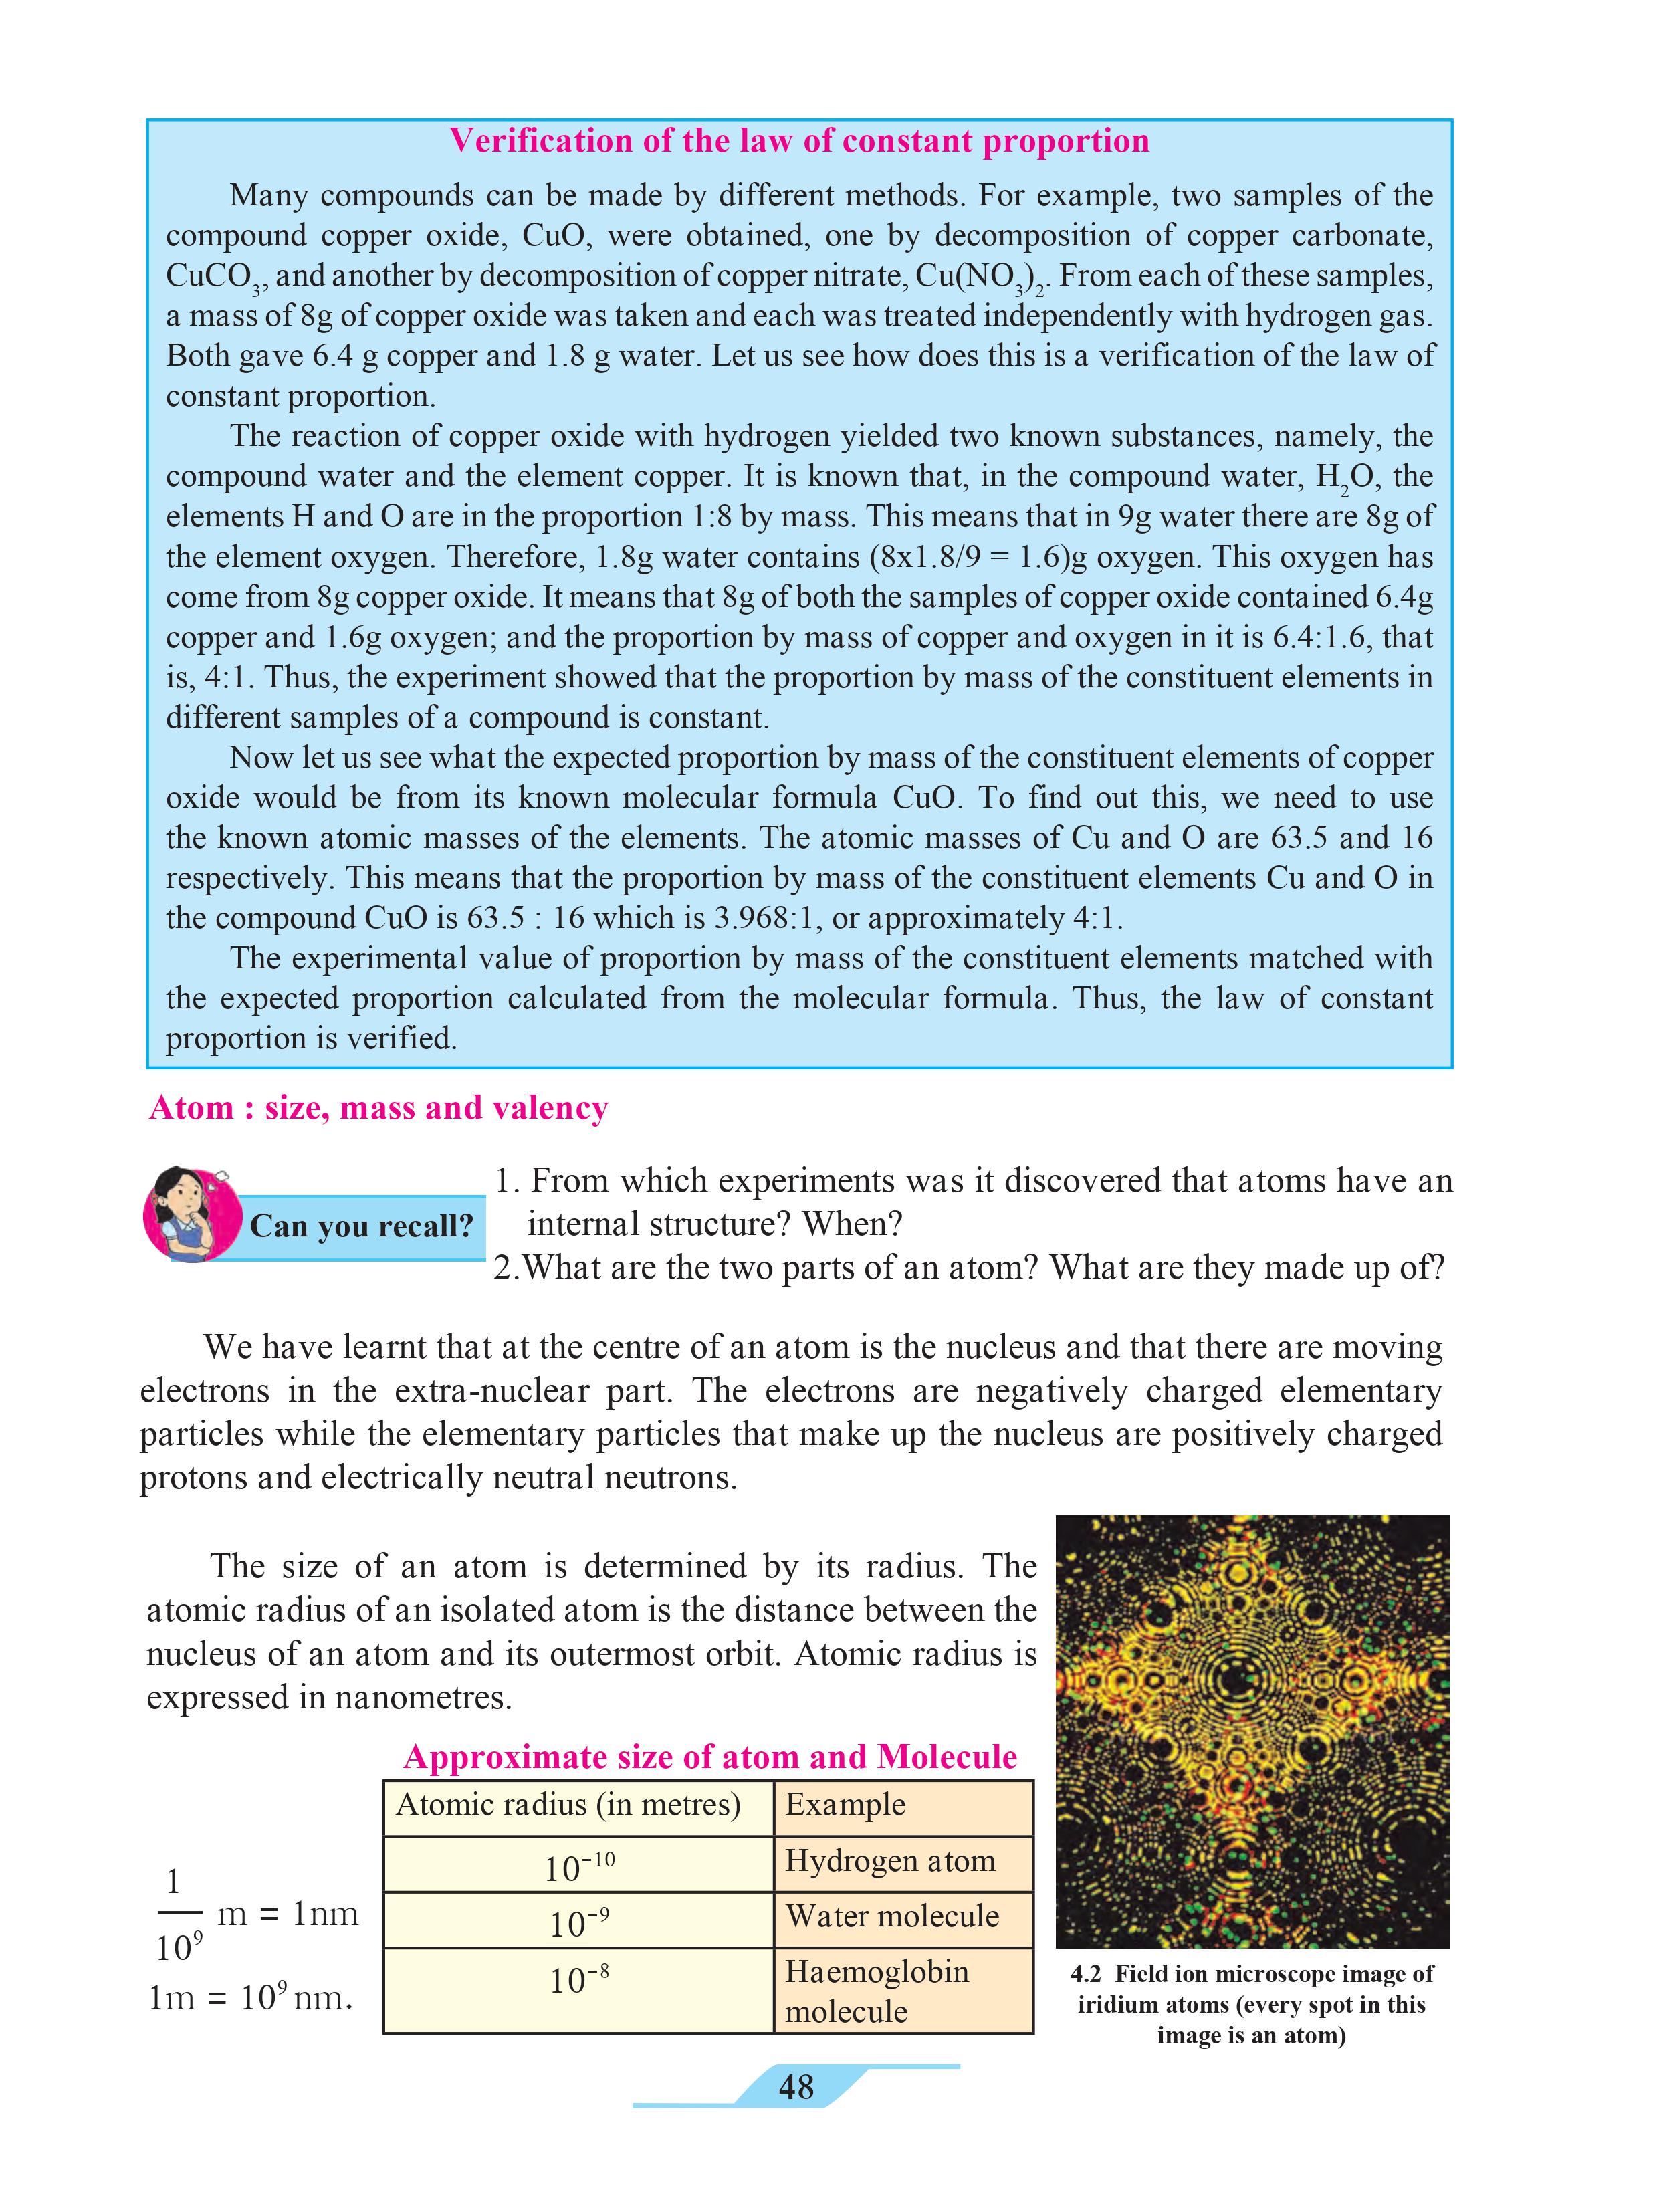 Verification of the law of constant proportion
Many compounds can be made by different methods. For example, two samples of the
compound copper oxide, CuO, were obtained, one by decomposition of copper carbonate,
CuCO₃, and another by decomposition of copper nitrate, Cu(NO₃)₂. From each of these samples,
a mass of 8g of copper oxide was taken and each was treated independently with hydrogen gas.
Both gave 6.4 g copper and 1.8 g water. Let us see how does this is a verification of the law of
constant proportion.
The reaction of copper oxide with hydrogen yielded two known substances, namely, the
compound water and the element copper. It is known that, in the compound water, H₂O, the
elements H and O are in the proportion 1:8 by mass. This means that in 9g water there are 8g of
the element oxygen. Therefore, 1.8g water contains (8x1.8/9 = 1.6)g oxygen. This oxygen has
come from 8g copper oxide. It means that 8g of both the samples of copper oxide contained 6.4g
copper and 1.6g oxygen; and the proportion by mass of copper and oxygen in it is 6.4:1.6, that
is, 4:1. Thus, the experiment showed that the proportion by mass of the constituent elements in
different samples of a compound is constant.
Now let us see what the expected proportion by mass of the constituent elements of copper
oxide would be from its known molecular formula CuO. To find out this, we need to use
the known atomic masses of the elements. The atomic masses of Cu and O are 63.5 and 16
respectively. This means that the proportion by mass of the constituent elements Cu and O in
the compound CuO is 63.5 : 16 which is 3.968:1, or approximately 4:1.
The experimental value of proportion by mass of the constituent elements matched with
the expected proportion calculated from the molecular formula. Thus, the law of constant
proportion is verified.
Atom : size, mass and valency
Can you recall?
1. From which experiments was it discovered that atoms have an
internal structure? When?
2.What are the two parts of an atom? What are they made up of?
We have learnt that at the centre of an atom is the nucleus and that there are moving
electrons in the extra-nuclear part. The electrons are negatively charged elementary
particles while the elementary particles that make up the nucleus are positively charged
protons and electrically neutral neutrons.
The size of an atom is determined by its radius. The
atomic radius of an isolated atom is the distance between the
nucleus of an atom and its outermost orbit. Atomic radius is
expressed in nanometres.
Approximate size of atom and Molecule
Atomic radius (in metres) Example
10⁻¹⁰ Hydrogen atom
10⁻⁹ Water molecule
10⁻⁸ Haemoglobin
molecule
1
m = 1nm
10⁹
1m = 10⁹ nm.
4.2 Field ion microscope image of
iridium atoms (every spot in this
image is an atom)
48